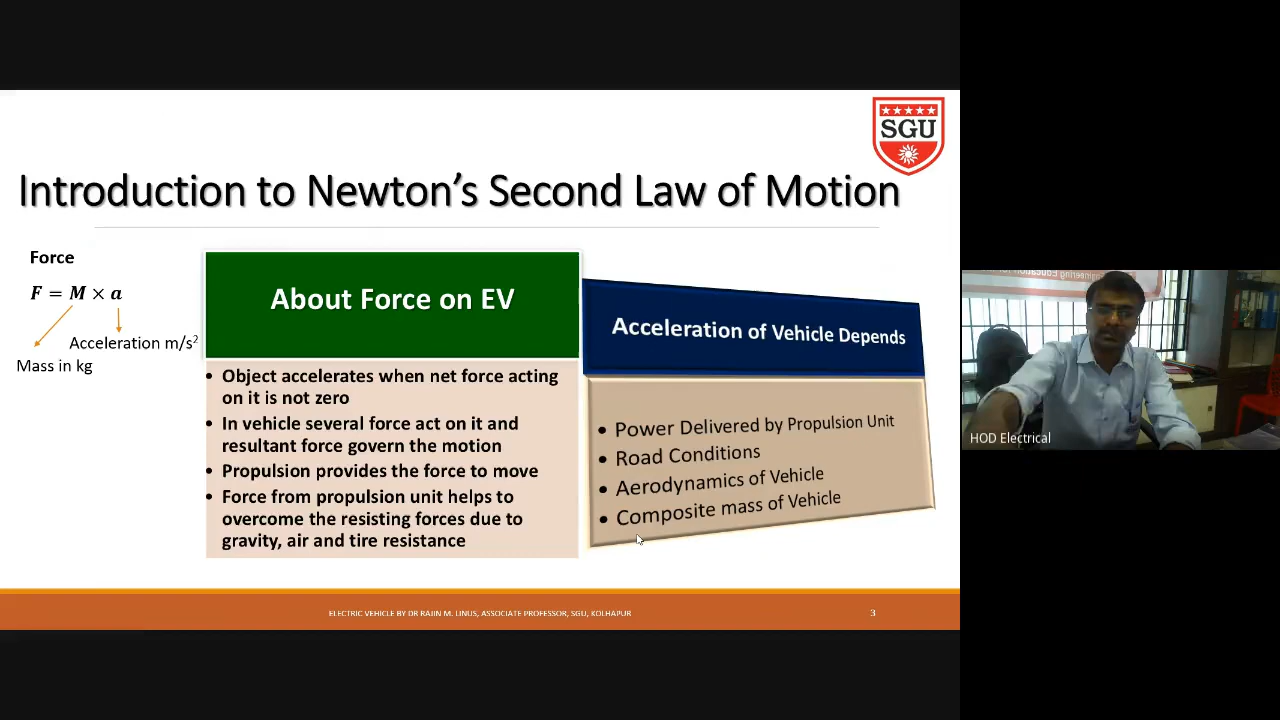 SGU
Introduction to Newton's Second Law of Motion
Force
F = M × a
Acceleration m/s²
Mass in kg
About Force on EV
• Object accelerates when net force acting
on it is not zero
• In vehicle several force act on it and
resultant force govern the motion
• Propulsion provides the force to move
• Force from propulsion unit helps to
overcome the resisting forces due to
gravity, air and tire resistance
Acceleration of Vehicle Depends
• Power Delivered by Propulsion Unit
• Road Conditions
• Aerodynamics of Vehicle
• Composite mass of Vehicle
ELECTRIC VEHICLE BY DR RAJIN M. LINUS, ASSOCIATE PROFESSOR, SGU, KOLHAPUR
3
HOD Electrical